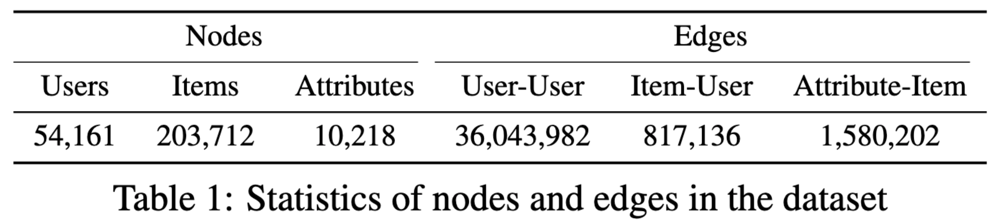 Nodes Edges
Users Items Attributes User-User Item-User Attribute-Item
54,161 203,712 10,218 36,043,982 817,136 1,580,202
Table 1: Statistics of nodes and edges in the dataset